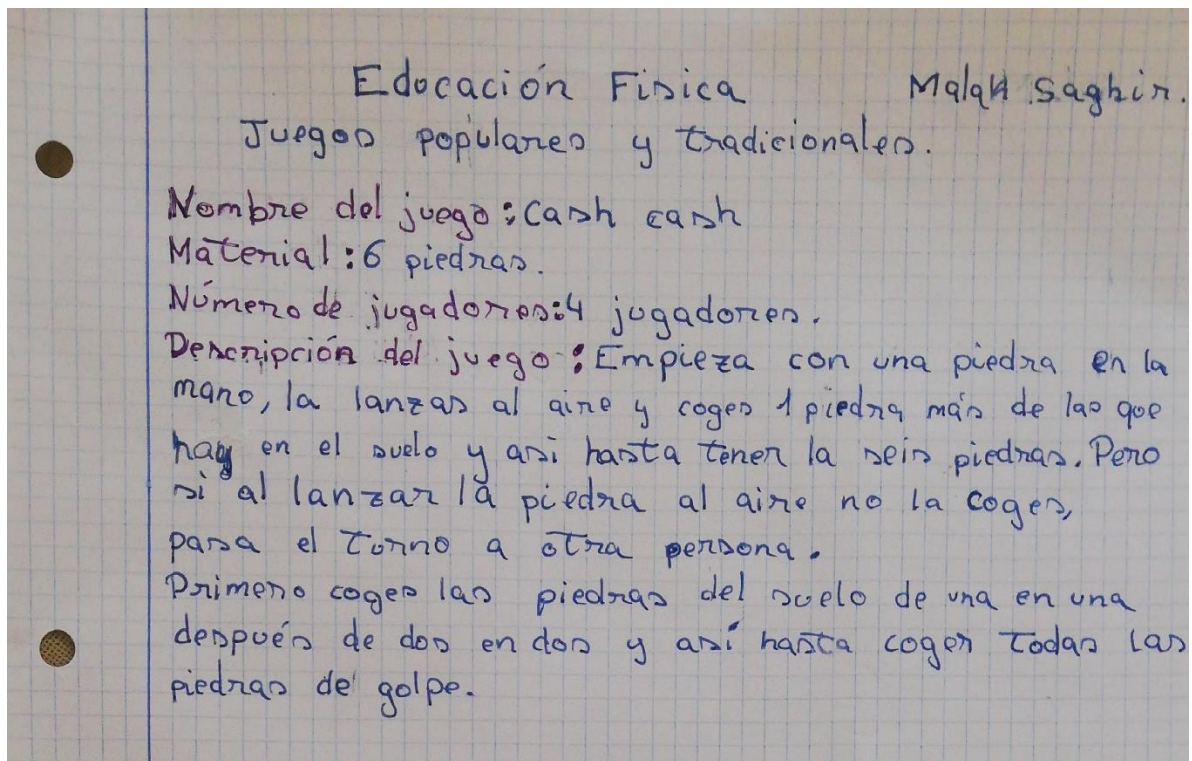 Educación Fisica Malak Saghir.
Juegos populares y tradicionales.
Nombre del juego: Cash cash
Material: 6 piedras.
Número de jugadores: 4 jugadores.
Descripción del juego: Empieza con una piedra en la
mano, la lanzas al aire y coges 1 piedra más de las que
hay en el suelo y asi hasta tener la seis piedras. Pero
si al lanzar la piedra al aire no la coges,
pasa el turno a otra persona.
Primero coges las piedras del suelo de una en una
después de dos en dos y así hasta coger todas las
piedras de golpe.